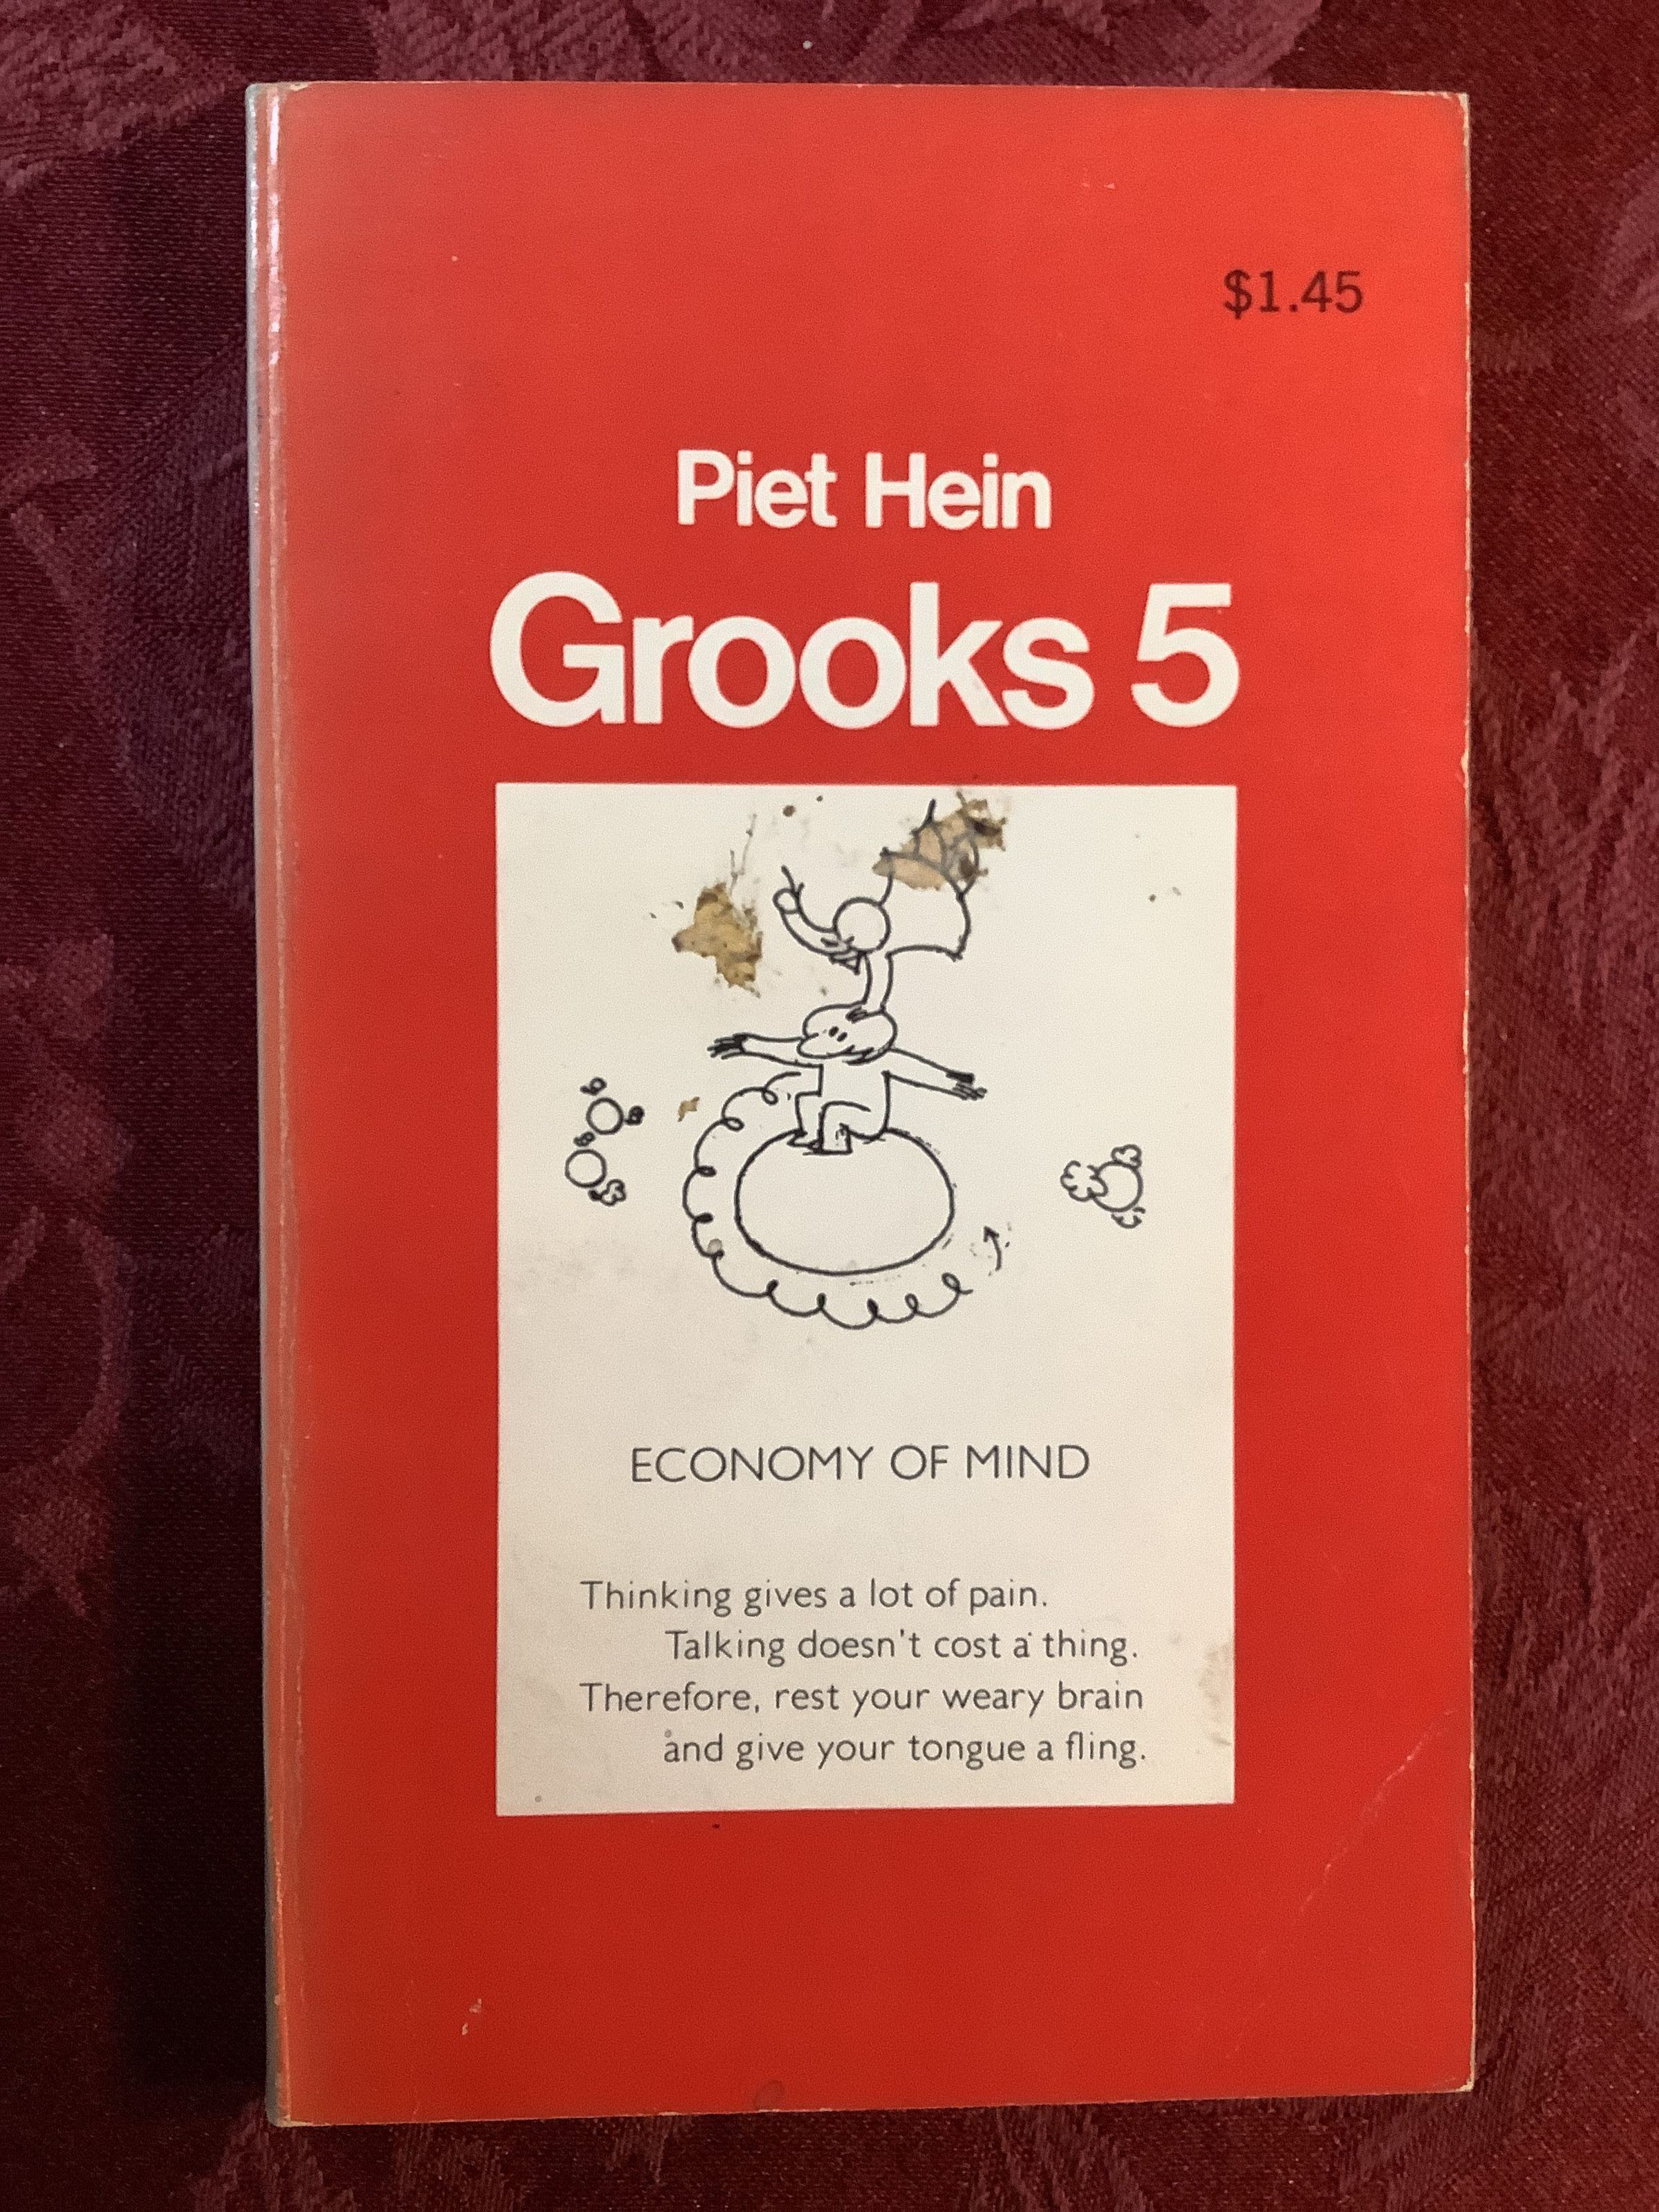 $1.45
Piet Hein
Grooks 5
ECONOMY OF MIND
Thinking gives a lot of pain.
Talking doesn't cost a thing.
Therefore, rest your weary brain
and give your tongue a fling.